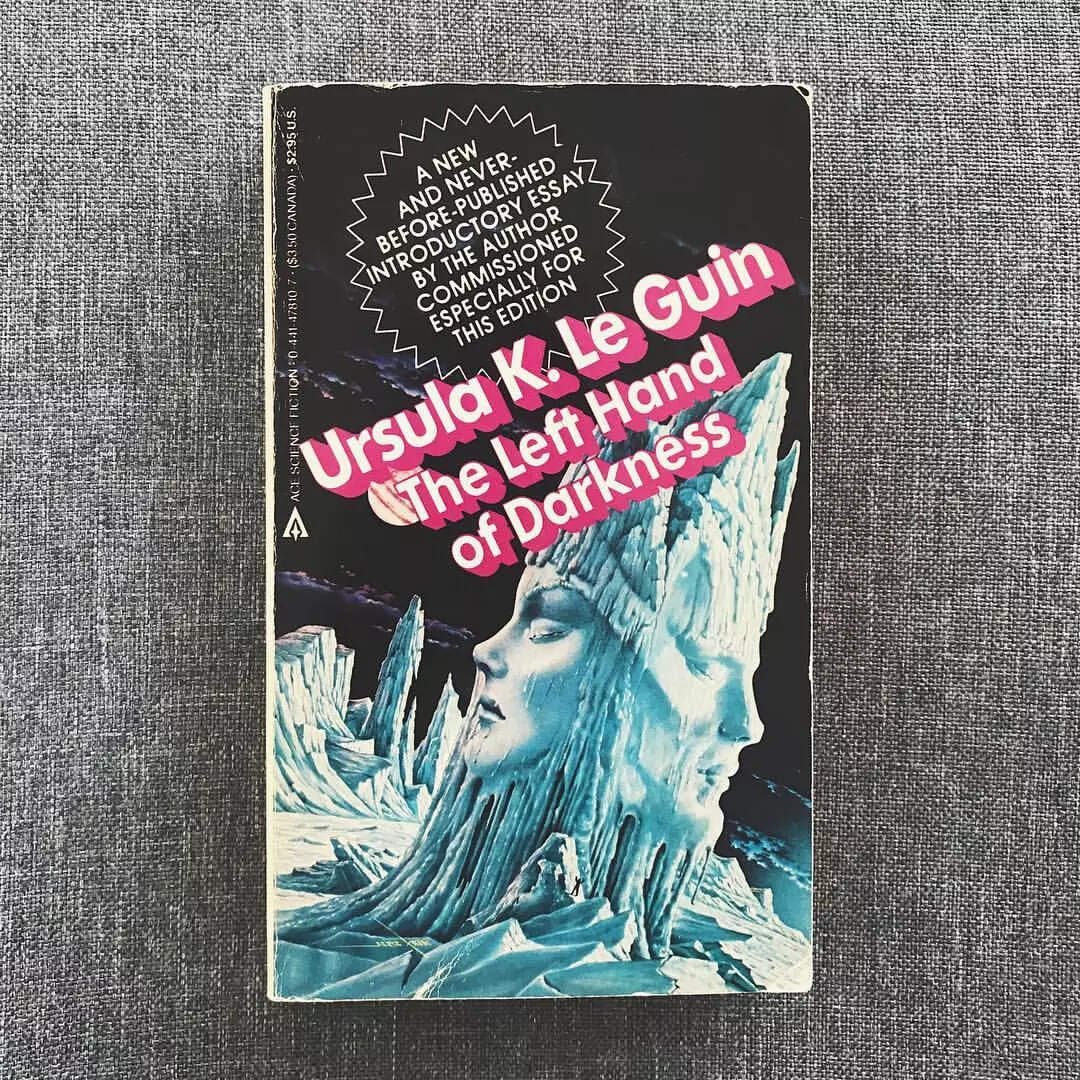 A NEW
AND NEVER-
BEFORE-PUBLISHED
INTRODUCTORY ESSAY
BY THE AUTHOR
COMMISSIONED
ESPECIALLY FOR
THIS EDITION
Ursula K. Le Guin
The Left Hand
of Darkness
ACE SCIENCE FICTION • 0-441-47810-7 • ($3.50 CANADA) • $2.95 U.S.